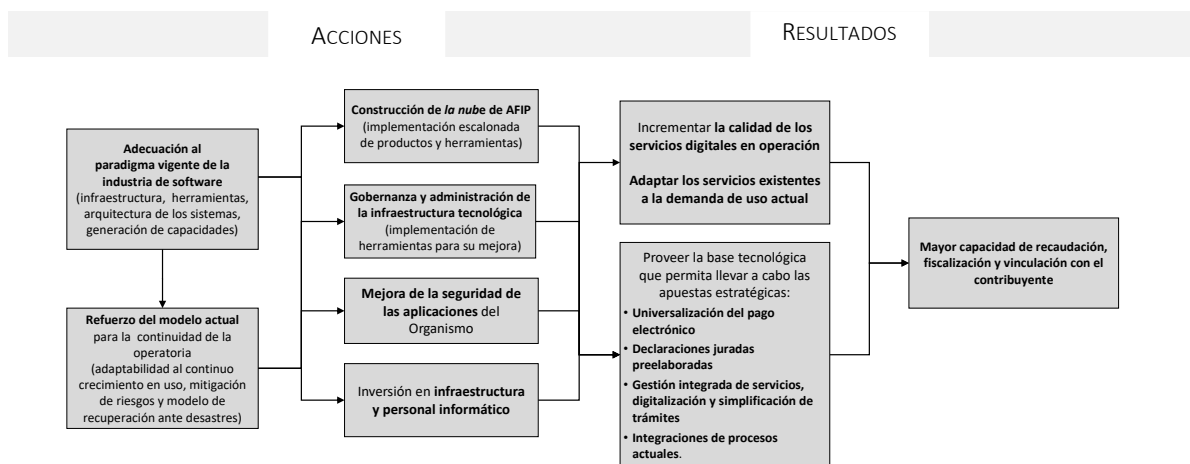 ACCIONES
RESULTADOS
Adecuación al
paradigma vigente de la
industria de software
(infraestructura, herramientas,
arquitectura de los sistemas,
generación de capacidades)
Refuerzo del modelo actual
para la continuidad de la
operatoria
(adaptabilidad al continuo
crecimiento en uso, mitigación
de riesgos y modelo de
recuperación ante desastres)
Construcción de la nube de AFIP
(implementación escalonada
de productos y herramientas)
Gobernanza y administración de
la infraestructura tecnológica
(implementación de
herramientas para su mejora)
Mejora de la seguridad de
las aplicaciones del
Organismo
Inversión en infraestructura
y personal informático
Incrementar la calidad de los
servicios digitales en operación
Adaptar los servicios existentes
a la demanda de uso actual
Proveer la base tecnológica
que permita llevar a cabo las
apuestas estratégicas:
• Universalización del pago
electrónico
• Declaraciones juradas
preelaboradas
• Gestión integrada de servicios,
digitalización y simplificación de
trámites
• Integraciones de procesos
actuales.
Mayor capacidad de recaudación,
fiscalización y vinculación con el
contribuyente